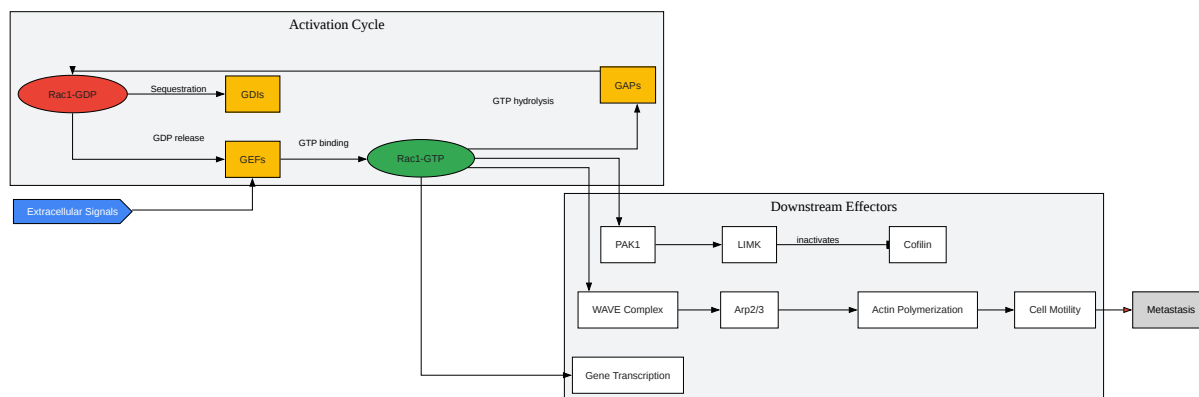 Activation Cycle
Rac1-GDP
Sequestration
GDIs
GAPs
GTP hydrolysis
GDP release
GEFs
GTP binding
Rac1-GTP
Extracellular Signals
Downstream Effectors
PAK1
LIMK
inactivates
Cofilin
WAVE Complex
Arp2/3
Actin Polymerization
Cell Motility
Metastasis
Gene Transcription